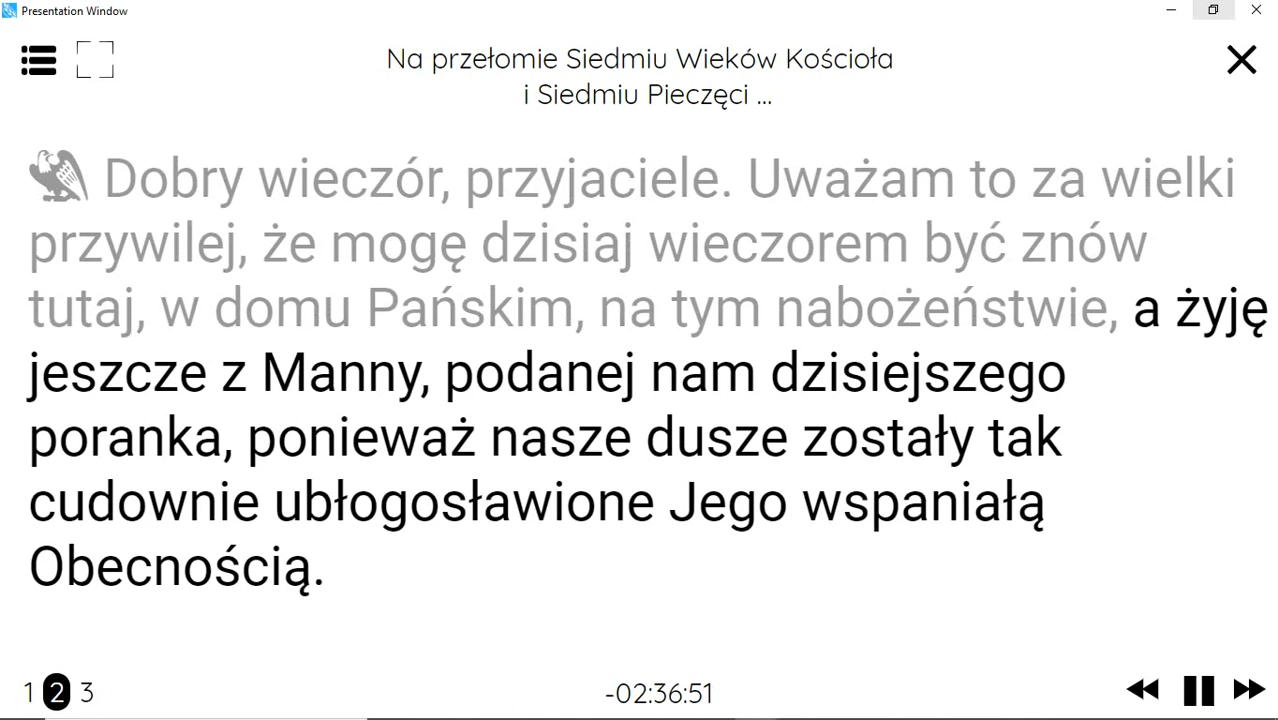 Presentation Window
Na przełomie Siedmiu Wieków Kościoła
i Siedmiu Pieczęci ...
Dobry wieczór, przyjaciele. Uważam to za wielki
przywilej, że mogę dzisiaj wieczorem być znów
tutaj, w domu Pańskim, na tym nabożeństwie, a żyję
jeszcze z Manny, podanej nam dzisiejszego
poranka, ponieważ nasze dusze zostały tak
cudownie ubłogosławione Jego wspaniałą
Obecnością.
1 2 3 -02:36:51